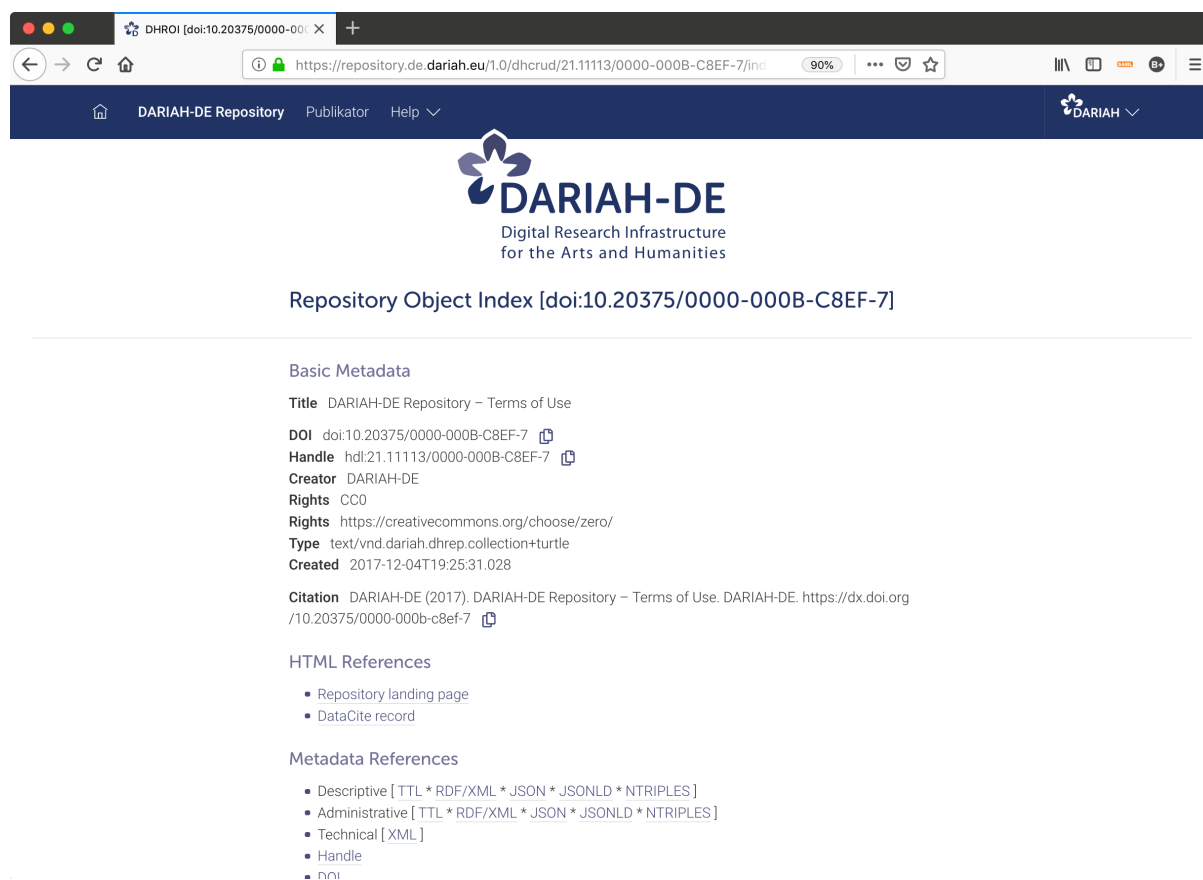 DHROI [doi:10.20375/0000-000
https://repository.de.dariah.eu/1.0/dhcrud/21.11113/0000-000B-C8EF-7/ind 90%
DARIAH-DE Repository Publikator Help DARIAH
DARIAH-DE
Digital Research Infrastructure
for the Arts and Humanities
Repository Object Index [doi:10.20375/0000-000B-C8EF-7]
Basic Metadata
Title DARIAH-DE Repository – Terms of Use
DOI doi:10.20375/0000-000B-C8EF-7
Handle hdl:21.11113/0000-000B-C8EF-7
Creator DARIAH-DE
Rights CC0
Rights https://creativecommons.org/choose/zero/
Type text/vnd.dariah.dhrep.collection+turtle
Created 2017-12-04T19:25:31.028
Citation DARIAH-DE (2017). DARIAH-DE Repository – Terms of Use. DARIAH-DE. https://dx.doi.org
/10.20375/0000-000b-c8ef-7
HTML References
• Repository landing page
• DataCite record
Metadata References
• Descriptive [ TTL * RDF/XML * JSON * JSONLD * NTRIPLES ]
• Administrative [ TTL * RDF/XML * JSON * JSONLD * NTRIPLES ]
• Technical [ XML ]
• Handle
• DOI